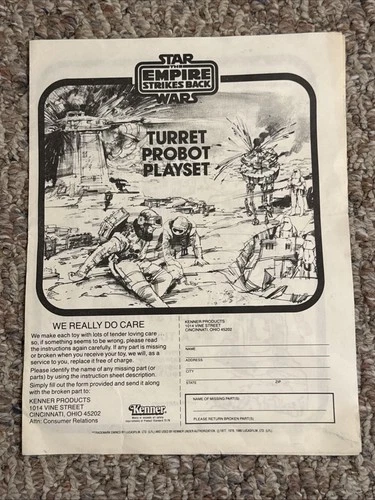 STAR
THE
EMPIRE
STRIKES BACK
WARS
TURRET
PROBOT
PLAYSET
WE REALLY DO CARE
We make each toy with lots of tender loving care . . .
so, if something seems to be wrong, please read
the instructions again carefully. If any part is missing
or broken when you receive your toy, we will, as a
service to you, replace it free of charge.
Please identify the name of any missing part (or
parts) by using the instruction sheet description.
Simply fill out the form provided and send it along
with the broken part to:
KENNER PRODUCTS
1014 VINE STREET
CINCINNATI, OHIO 45202
Attn: Consumer Relations
Kenner
KENNER PRODUCTS
1014 VINE STREET
CINCINNATI, OHIO 45202
NAME
ADDRESS
CITY
STATE ZIP
NAME OF MISSING PART(S)
PLEASE RETURN BROKEN PART(S)